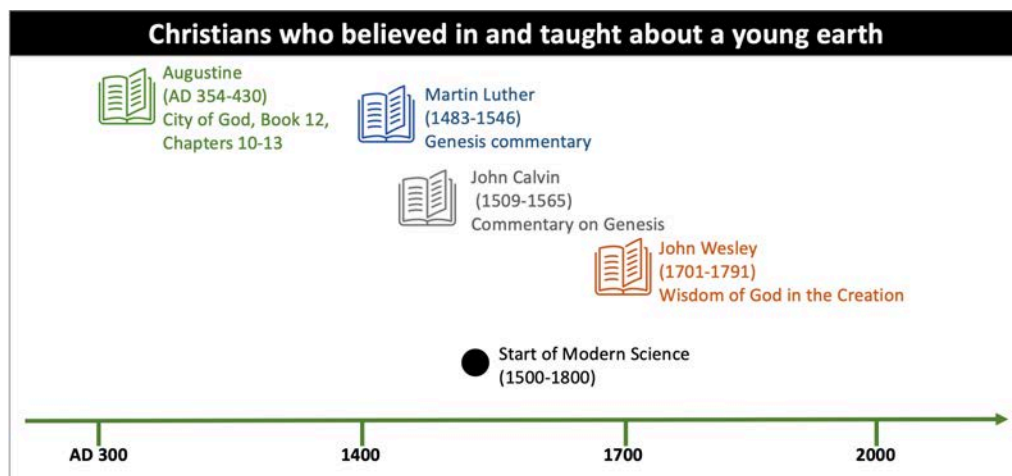 Christians who believed in and taught about a young earth
Augustine
(AD 354-430)
City of God, Book 12,
Chapters 10-13
Martin Luther
(1483-1546)
Genesis commentary
John Calvin
(1509-1565)
Commentary on Genesis
John Wesley
(1701-1791)
Wisdom of God in the Creation
Start of Modern Science
(1500-1800)
AD 300
1400
1700
2000